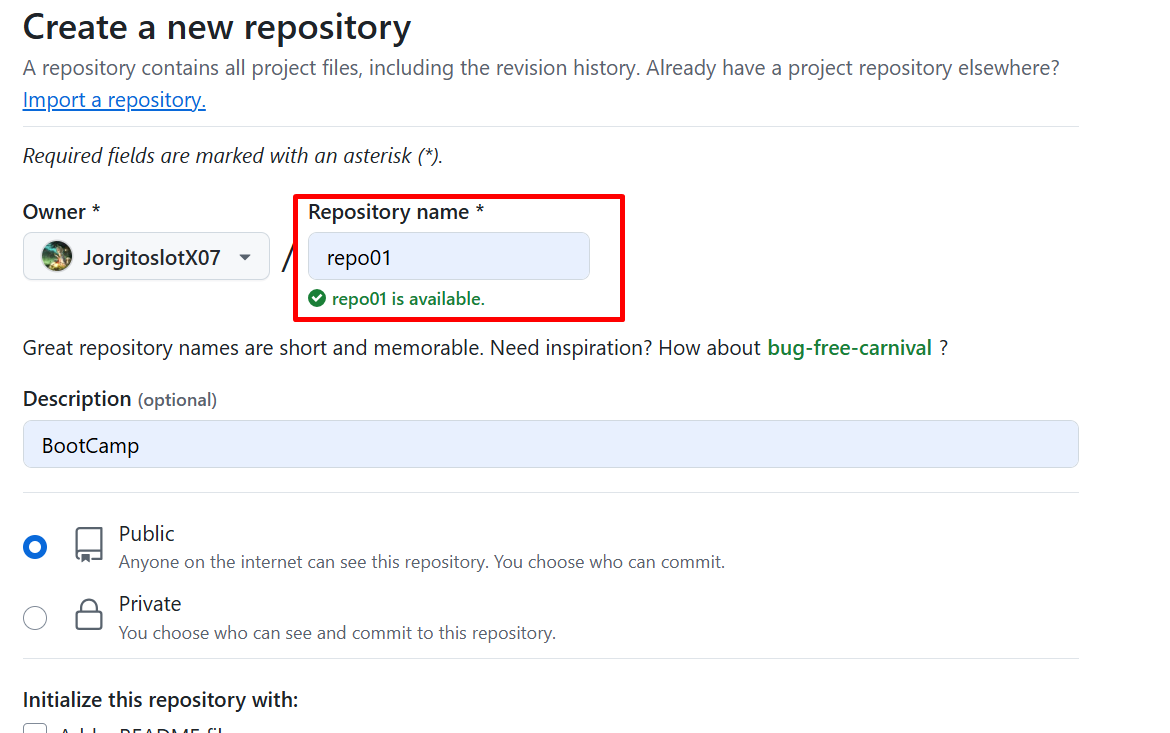 Create a new repository
A repository contains all project files, including the revision history. Already have a project repository elsewhere?
Import a repository.
Required fields are marked with an asterisk (*).
Owner *
Repository name *
JorgitoslotX07
/
repo01
repo01 is available.
Great repository names are short and memorable. Need inspiration? How about bug-free-carnival ?
Description (optional)
BootCamp
Public
Anyone on the internet can see this repository. You choose who can commit.
Private
You choose who can see and commit to this repository.
Initialize this repository with:
Add a README file